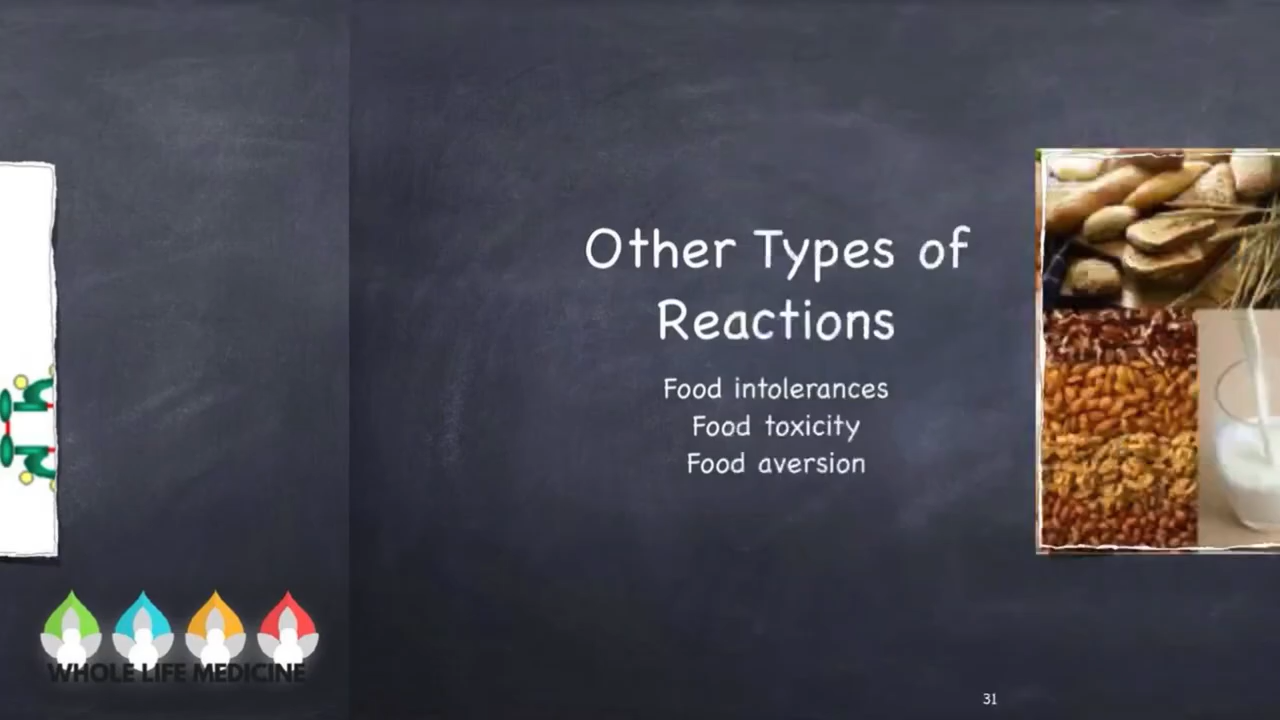 Other Types of
Reactions
Food intolerances
Food toxicity
Food aversion
WHOLE LIFE MEDICINE
31